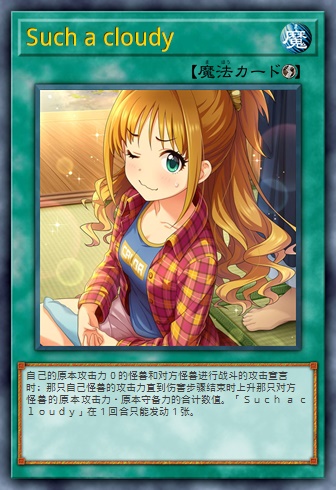 Such a cloudy
魔
【魔法カード】
自己的原本攻击力０的怪兽和对方怪兽进行战斗的攻击宣言
时：那只自己怪兽的攻击力直到伤害步骤结束时上升那只对方
怪兽的原本攻击力·原本守备力的合计数值。「Ｓｕｃｈ ａ ｃ
ｌｏｕｄｙ」在１回合只能发动１张。